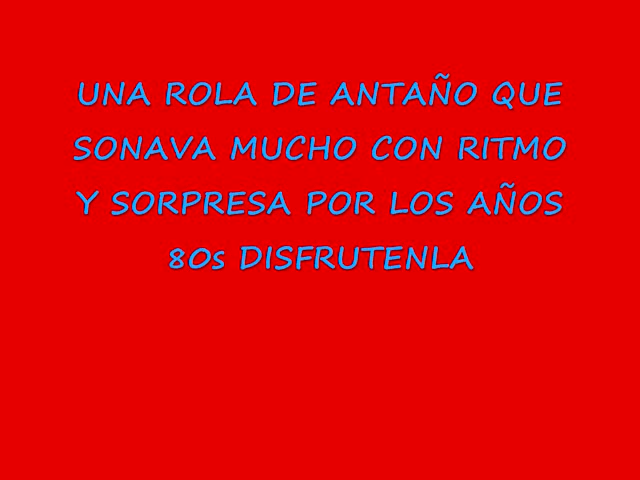 UNA ROLA DE ANTAÑO QUE
SONAVA MUCHO CON RITMO
Y SORPRESA POR LOS AÑOS
80s DISFRUTENLA